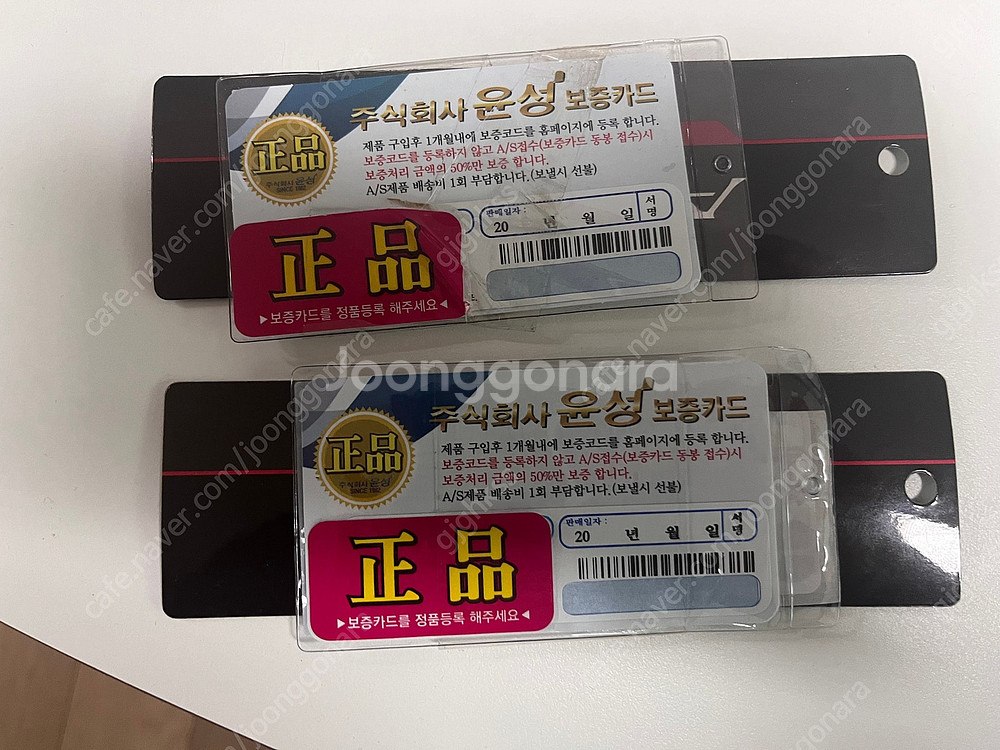 주식회사 윤성 보증카드
제품 구입후 1개월내에 보증코드를 홈페이지에 등록 합니다.
보증코드를 등록하지 않고 A/S접수(보증카드 동봉 접수)시
보증처리 금액의 50%만 보증 합니다.
A/S제품 배송비 1회 부담합니다.(보낼시 선불)
正品
주식회사 윤성
SINCE 1982
판매일자 :
20 년 월 일
서명
正品
▶보증카드를 정품등록 해주세요◀
Joonggonara
주식회사 윤성 보증카드
제품 구입후 1개월내에 보증코드를 홈페이지에 등록 합니다.
보증코드를 등록하지 않고 A/S접수(보증카드 동봉 접수)시
보증처리 금액의 50%만 보증 합니다.
A/S제품 배송비 1회 부담합니다.(보낼시 선불)
正品
주식회사 윤성
SINCE 1982
판매일자 :
20 년 월 일
서명
正品
▶보증카드를 정품등록 해주세요◀
cafe.naver.com/joonggonara